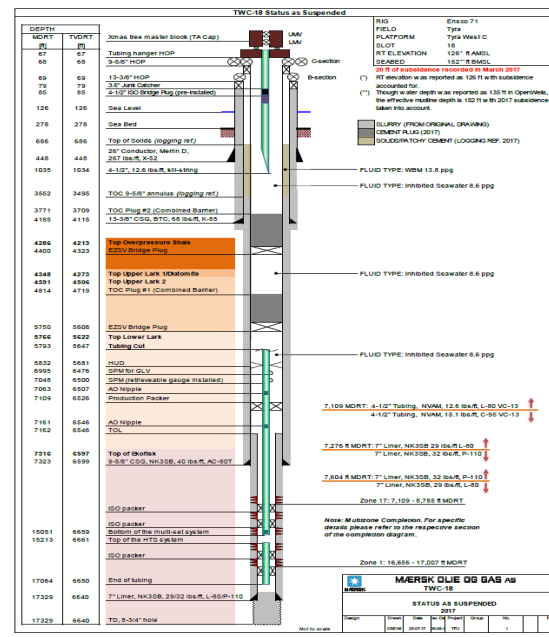 TWC-18 Status as Suspended
DEPTH
MDRT TVDRT
[ft] [ft]
67 67 Tubing hanger HOP
68 68 9-5/8" HOP
69 69 13-3/8" HOP
79 79 3.6" Junk Catcher
85 85 4-1/2" ISO Bridge Plug (pre-installed)
126 126 Sea Level
278 278 Sea Bed
686 686 Top of Solids (logging ref.)
26" Conductor, Merlin D,
448 448 267 lbs/ft, X-52
1035 1034 4-1/2", 12.6 lbs/ft, kill-string
3552 3495 TOC 9-5/8" annulus (logging ref.)
3771 3709 TOC Plug #2 (Combined Barrier)
4185 4115 13-3/8" CSG, BTC, 68 lbs/ft, K-55
4286 4213 Top Overpressure Shale
4400 4323 EZSV Bridge Plug
4348 4273 Top Upper Lark 1/Diatomite
4591 4506 Top Upper Lark 2
4814 4719 TOC Plug #1 (Combined Barrier)
5750 5608 EZSV Bridge Plug
5766 5622 Top Lower Lark
5793 5647 Tubing Cut
5832 5681 HUD
6995 6476 SPM for GLV
7048 6500 SPM (retreveable gauge installed)
7063 6507 AO Nipple
7109 6526 Production Packer
7161 6546 AO Nipple
7162 6546 TOL
7316 6597 Top of Ekofisk
7323 6599 9-5/8" CSG, NK3SB, 40 lbs/ft, AC-80T
ISO packer
ISO packer
15051 6659 Bottom of the multi-set system
15213 6661 Top of the HTS system
ISO packer
17064 6650 End of tubing
17329 6640 7" Liner, NK3SB, 29/32 lbs/ft, L-80/P-110
17329 6640 TD, 8-3/4" hole
Xmas tree master block (TA Cap)
UMV
LMV
C-section
B-section
RIG Ensco 71
FIELD Tyra
PLATFORM Tyra West C
SLOT 18
RT ELEVATION 126* ft AMSL
SEABED 152** ft BMSL
26 ft of subsidence recorded in March 2017
(*) RT elevation was reported as 126 ft with subsidence
accounted for.
(**) Though water depth was reported as 135 ft in OpenWells,
the effective mudline depth is 152 ft with 2017 subsidence
taken into account.
SLURRY (FROM ORIGINAL DRAWING)
CEMENT PLUG (2017)
SOLIDS/PATCHY CEMENT (LOGGING REF. 2017)
FLUID TYPE: WBM 13.8 ppg
FLUID TYPE: Inhibited Seawater 8.6 ppg
FLUID TYPE: Inhibited Seawater 8.6 ppg
FLUID TYPE: Inhibited Seawater 8.6 ppg
7,109 MDRT: 4-1/2" Tubing, NVAM, 12.6 lbs/ft, L-80 VC-13
4-1/2" Tubing, NVAM, 15.1 lbs/ft, C-95 VC-13
7,276 ft MDRT: 7" Liner, NK3SB 29 lbs/ft L-80
7" Liner, NK3SB, 32 lbs/ft, P-110
7,604 ft MDRT: 7" Liner, NK3SB, 32 lbs/ft, P-110
7" Liner, NK3SB, 29 lbs/ft, L-80
Zone 17: 7,109 - 8,785 ft MDRT
Note: Multizone Completion. For specific
details please refer to the respective section
of the completion diagram.
Zone 1: 16,656 - 17,007 ft MDRT
MAERSK
MÆRSK OLIE OG GAS AS
TWC-18
STATUS AS SUSPENDED
2017
Design Drawn Date Project Group No.
TPU 1
Not to scale